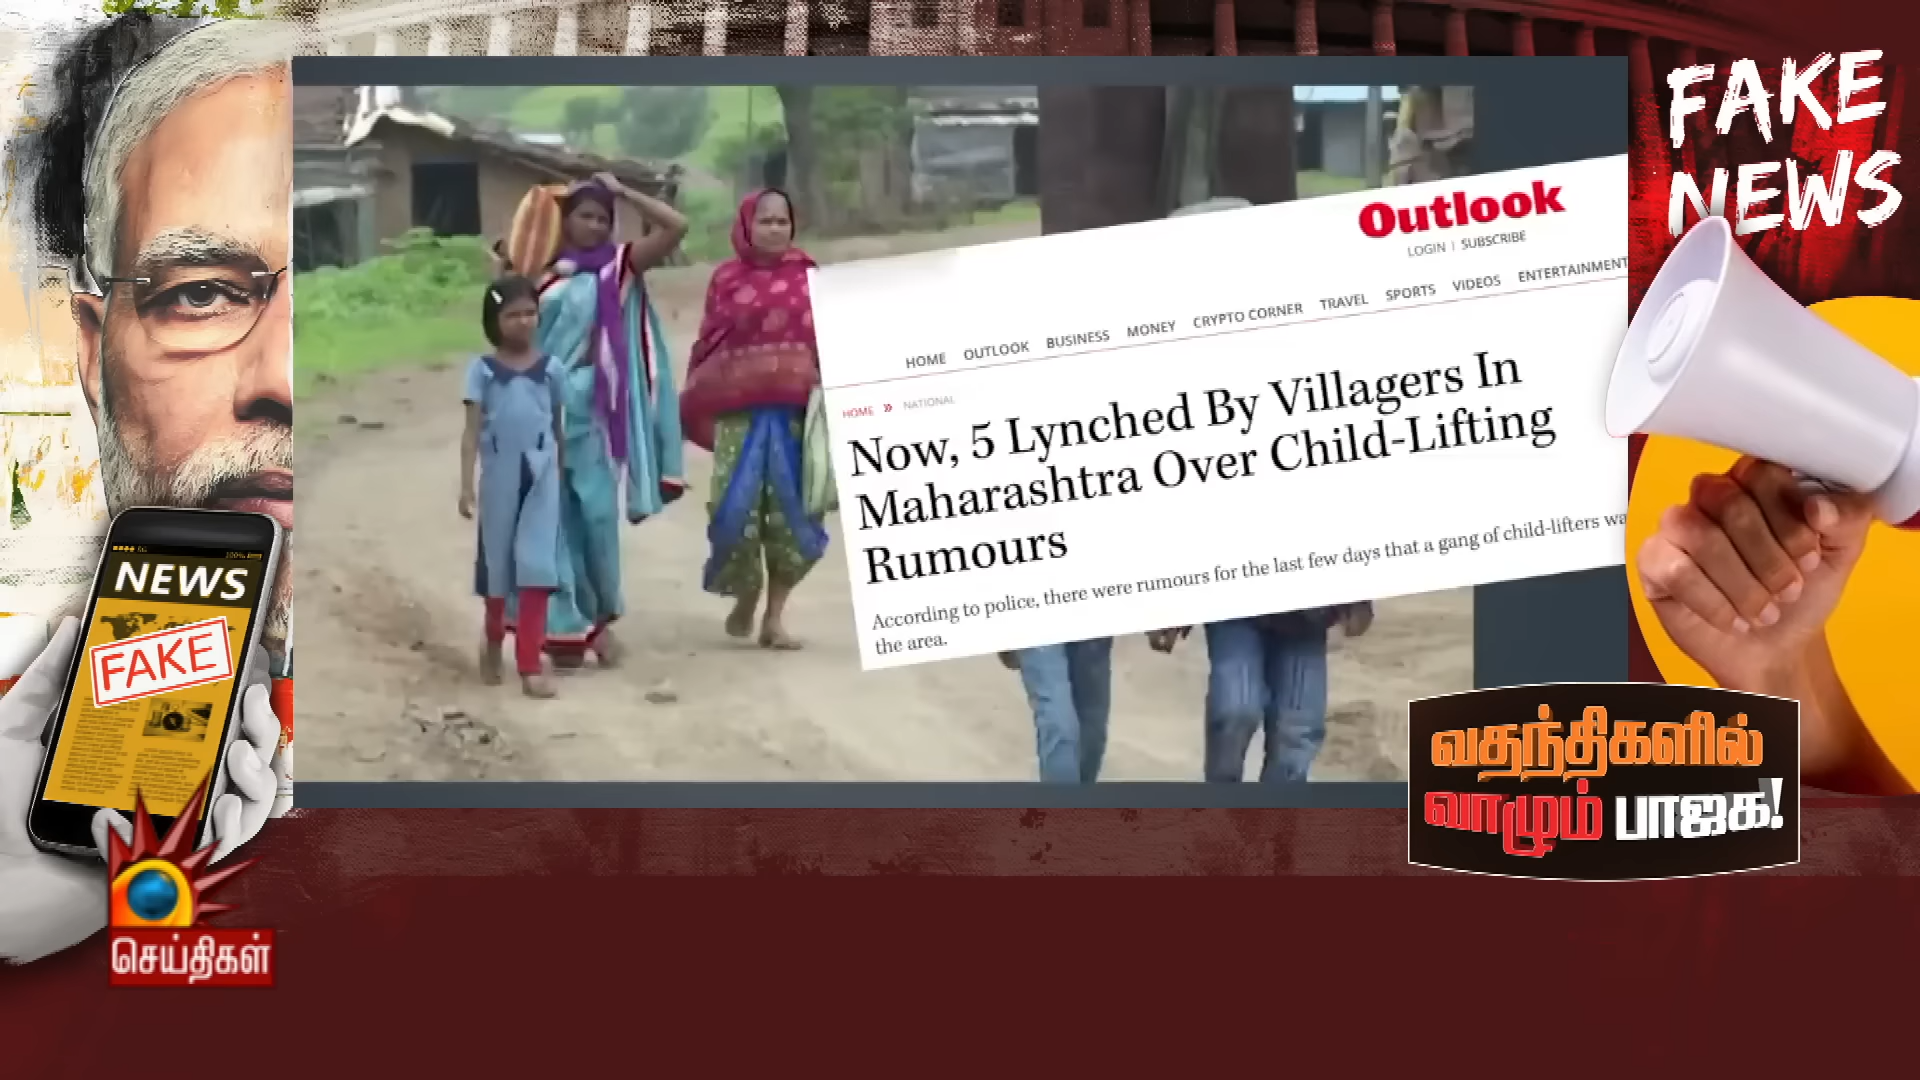 FAKE
NEWS
Outlook
LOGIN | SUBSCRIBE
HOME OUTLOOK BUSINESS MONEY CRYPTO CORNER TRAVEL SPORTS VIDEOS ENTERTAINMENT
HOME » NATIONAL
Now, 5 Lynched By Villagers In
Maharashtra Over Child-Lifting
Rumours
According to police, there were rumours for the last few days that a gang of child-lifters wa
the area.
100%
NEWS
FAKE
வதந்திகளில்
வாழும் பாஜக!
செய்திகள்